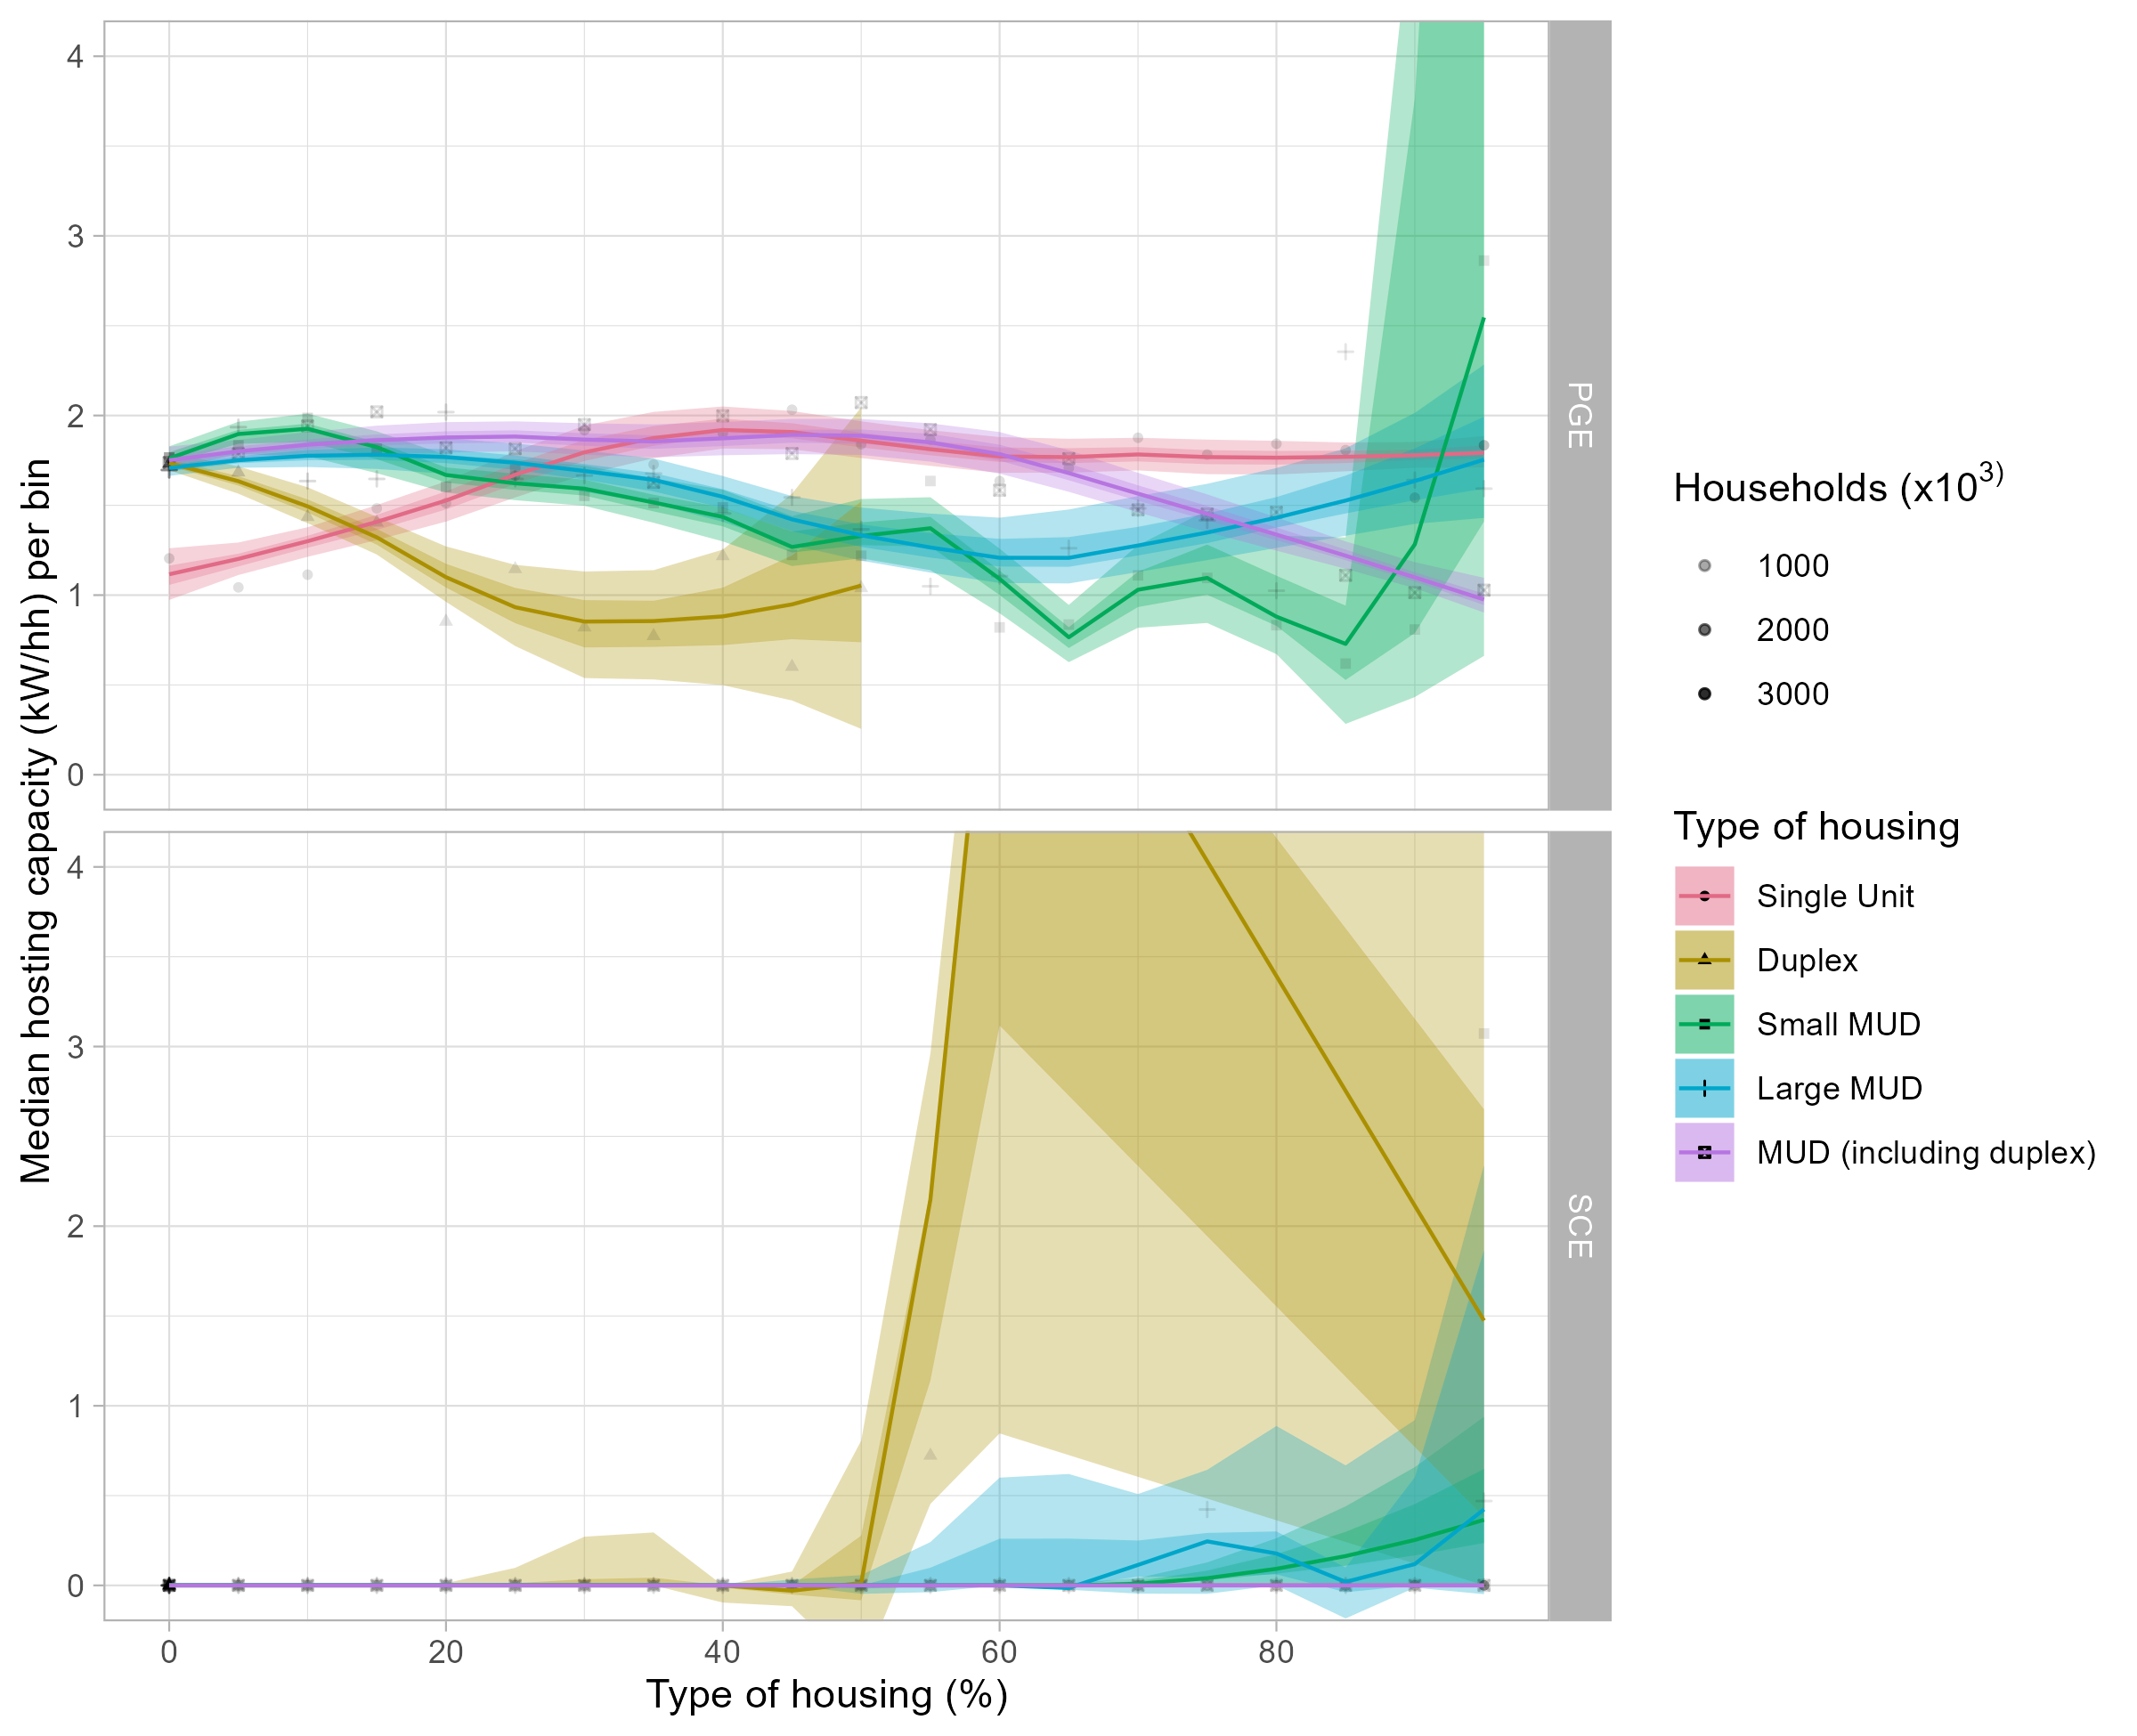 Median hosting capacity (kW/hh) per bin
4
3
2
1
0
PGE
4
3
2
1
0
SCE
0 20 40 60 80
Type of housing (%)
Households (x10³⁾
1000
2000
3000
Type of housing
Single Unit
Duplex
Small MUD
Large MUD
MUD (including duplex)